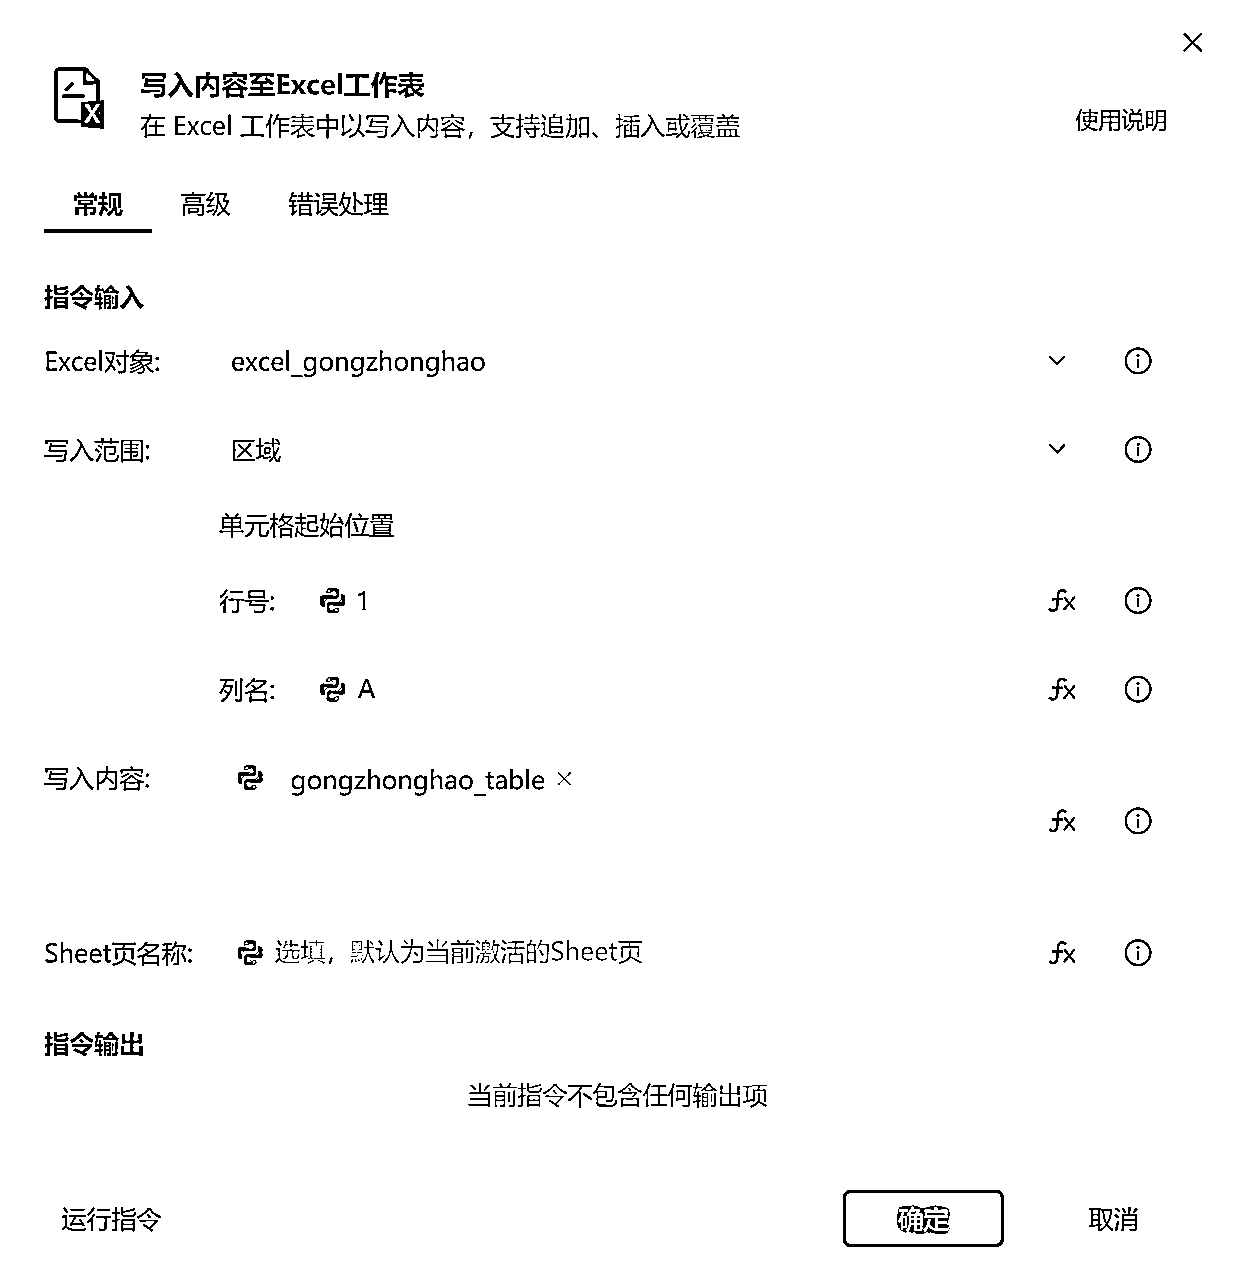 写入内容至Excel工作表
在 Excel 工作表中以写入内容，支持追加、插入或覆盖
使用说明
常规 高级 错误处理
指令输入
Excel对象: excel_gongzhonghao
写入范围: 区域
单元格起始位置
行号: 1 fx
列名: A fx
写入内容: gongzhonghao_table ×
fx
Sheet页名称: 选填，默认为当前激活的Sheet页 fx
指令输出
当前指令不包含任何输出项
运行指令 确定 取消